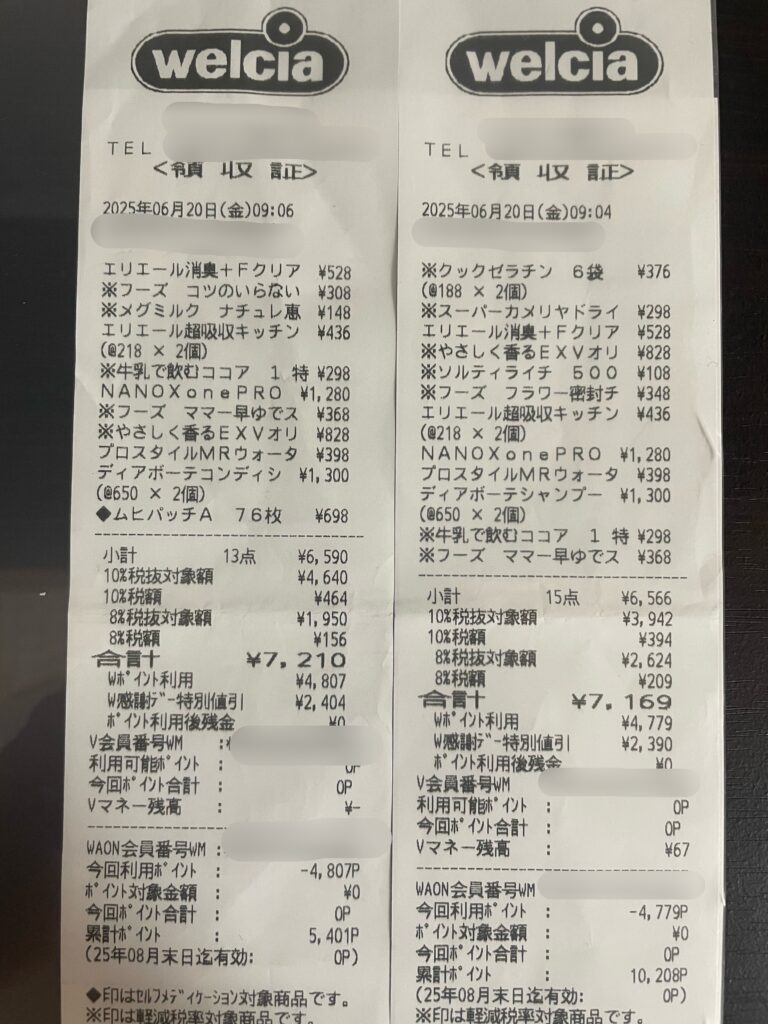 welcia
TEL
<領収証>
2025年06月20日(金)09:06
エリエール消臭+Fクリア ¥528
※フーズ コツのいらない ¥308
※メグミルク ナチュレ恵 ¥148
エリエール超吸収キッチン ¥436
(@218 × 2個)
※牛乳で飲むココア 1 特 ¥298
NANOXonePRO ¥1,280
※フーズ ママー早ゆでス ¥368
※やさしく香るEXVオリ ¥828
プロスタイルMRウォータ ¥398
ディアボーテコンディシ ¥1,300
(@650 × 2個)
◆ムヒパッチA 76枚 ¥698
小計 13点 ¥6,590
10%税抜対象額 ¥4,640
10%税額 ¥464
8%税抜対象額 ¥1,950
8%税額 ¥156
合計 ¥7,210
Wポイント利用 ¥4,807
W感謝デー特別値引 ¥2,404
ポイント利用後残金 ¥0
V会員番号WM :*
利用可能ポイント : 0P
今回ポイント合計 : 0P
Vマネー残高 : ¥-
WAON会員番号WM :
今回利用ポイント : -4,807P
ポイント対象金額 : ¥0
今回ポイント合計 : 0P
累計ポイント : 5,401P
(25年08月末日迄有効: 0P)
◆印はセルフメディケーション対象商品です。
※印は軽減税率対象商品です。
welcia
TEL
<領収証>
2025年06月20日(金)09:04
※クックゼラチン 6袋 ¥376
(@188 × 2個)
※スーパーカメリヤドライ ¥298
エリエール消臭+Fクリア ¥528
※やさしく香るEXVオリ ¥828
※ソルティライチ 500 ¥108
※フーズ フラワー密封チ ¥348
エリエール超吸収キッチン ¥436
(@218 × 2個)
NANOXonePRO ¥1,280
プロスタイルMRウォータ ¥398
ディアボーテシャンプー ¥1,300
(@650 × 2個)
※牛乳で飲むココア 1 特 ¥298
※フーズ ママー早ゆでス ¥368
小計 15点 ¥6,566
10%税抜対象額 ¥3,942
10%税額 ¥394
8%税抜対象額 ¥2,624
8%税額 ¥209
合計 ¥7,169
Wポイント利用 ¥4,779
W感謝デー特別値引 ¥2,390
ポイント利用後残金 ¥0
V会員番号WM
利用可能ポイント : 0P
今回ポイント合計 : 0P
Vマネー残高 : ¥67
WAON会員番号WM
今回利用ポイント : -4,779P
ポイント対象金額 : ¥0
今回ポイント合計 : 0P
累計ポイント : 10,208P
(25年08月末日迄有効: 0P)
※印は軽減税率対象商品です。